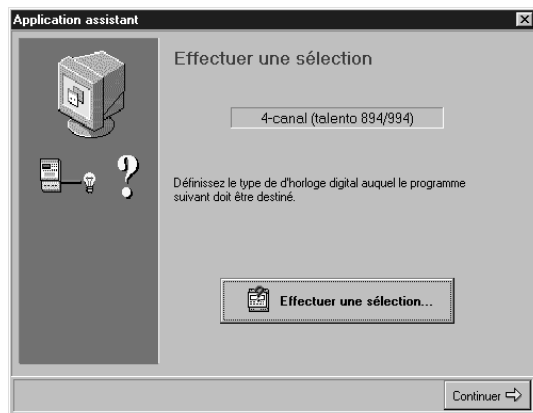 Application assistant
Effectuer une sélection
4-canal (talento 894/994)
Définissez le type de d'horloge digital auquel le programme
suivant doit être destiné.
Effectuer une sélection...
Continuer